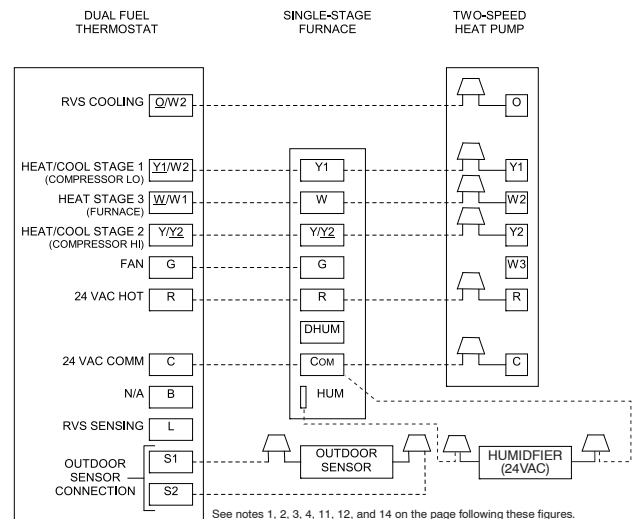 DUAL FUEL
THERMOSTAT
SINGLE-STAGE
FURNACE
TWO-SPEED
HEAT PUMP
RVS COOLING O/W2 O
HEAT/COOL STAGE 1 Y1/W2 Y1 Y1
(COMPRESSOR LO)
HEAT STAGE 3 W/W1 W W2
(FURNACE)
HEAT/COOL STAGE 2 Y/Y2 Y/Y2 Y2
(COMPRESSOR HI)
FAN G G W3
24 VAC HOT R R R
DHUM
24 VAC COMM C COM C
N/A B HUM
RVS SENSING L
OUTDOOR
SENSOR
CONNECTION
S1
S2
OUTDOOR
SENSOR
HUMIDFIER
(24VAC)
See notes 1, 2, 3, 4, 11, 12, and 14 on the page following these figures.